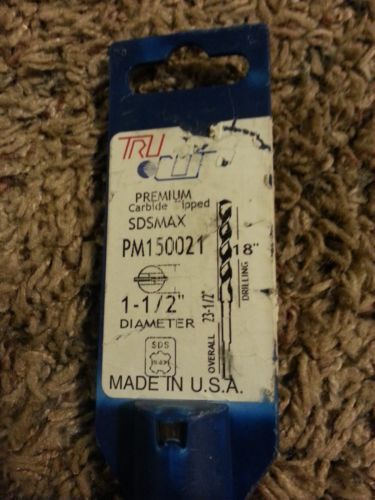 TRU
CUT
PREMIUM
Carbide Tipped
SDSMAX
PM150021
1-1/2"
DIAMETER
18"
DRILLING
23-1/2"
OVERALL
SDS
MADE IN U.S.A.